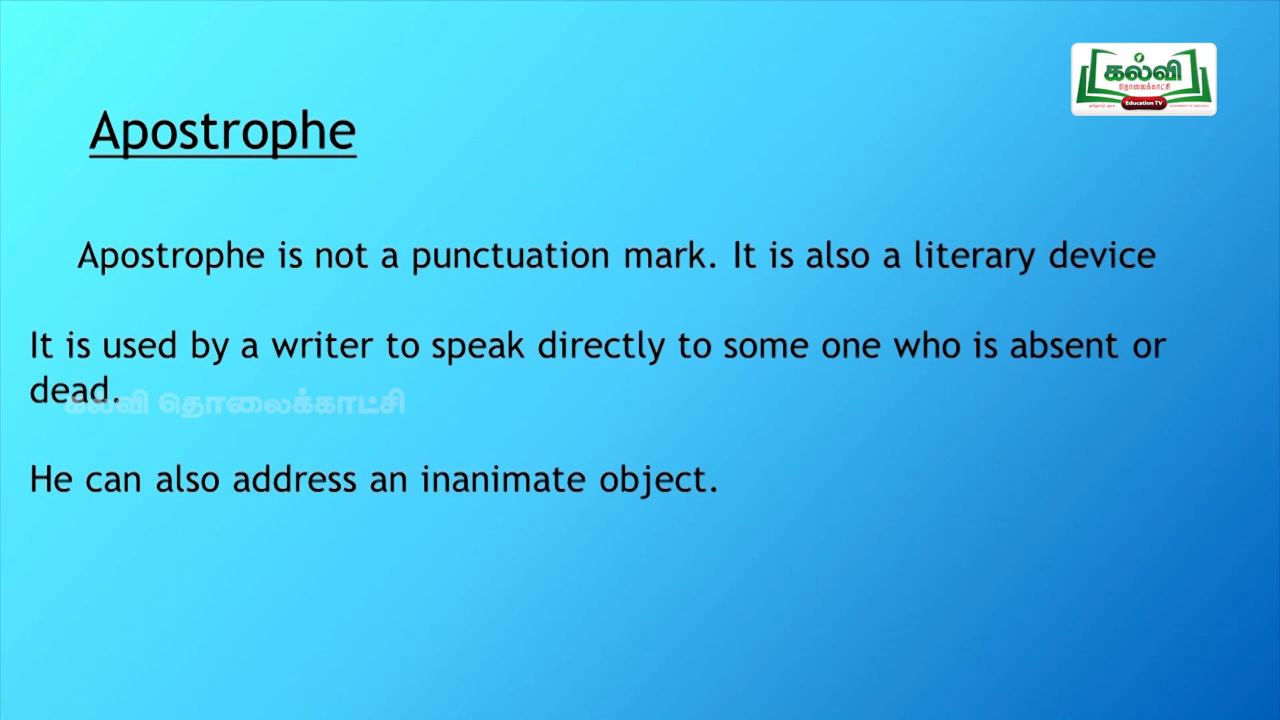 கல்வி
தொலைக்காட்சி
Education TV
Apostrophe
Apostrophe is not a punctuation mark. It is also a literary device
It is used by a writer to speak directly to some one who is absent or
dead.
கல்வி தொலைக்காட்சி
He can also address an inanimate object.